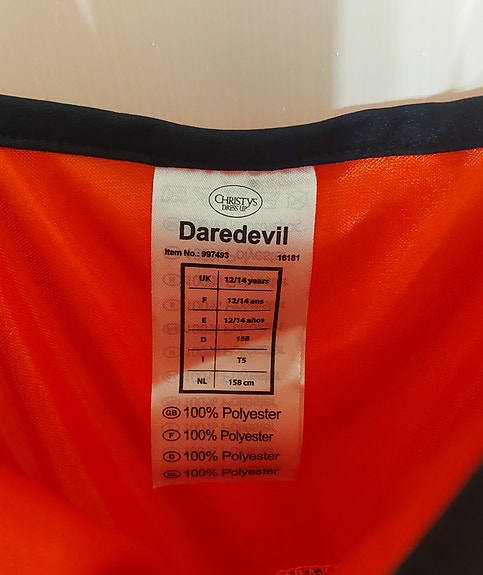 CHRISTYS
DRESS UP
Daredevil
Item No.: 997493 16181
UK 12/14 years
F 12/14 ans
E 12/14 años
D 158
I T5
NL 158 cm
GB 100% Polyester
F 100% Polyester
D 100% Polyester
NL 100% Polyester